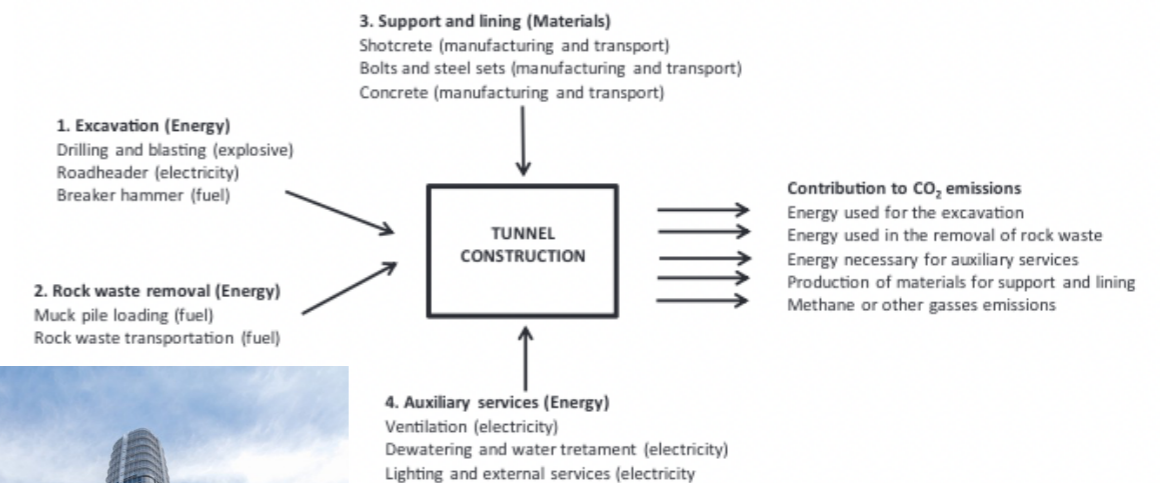 3. Support and lining (Materials)
Shotcrete (manufacturing and transport)
Bolts and steel sets (manufacturing and transport)
Concrete (manufacturing and transport)
1. Excavation (Energy)
Drilling and blasting (explosive)
Roadheader (electricity)
Breaker hammer (fuel)
2. Rock waste removal (Energy)
Muck pile loading (fuel)
Rock waste transportation (fuel)
TUNNEL
CONSTRUCTION
4. Auxiliary services (Energy)
Ventilation (electricity)
Dewatering and water tretament (electricity)
Lighting and external services (electricity
Contribution to CO₂ emissions
Energy used for the excavation
Energy used in the removal of rock waste
Energy necessary for auxiliary services
Production of materials for support and lining
Methane or other gasses emissions